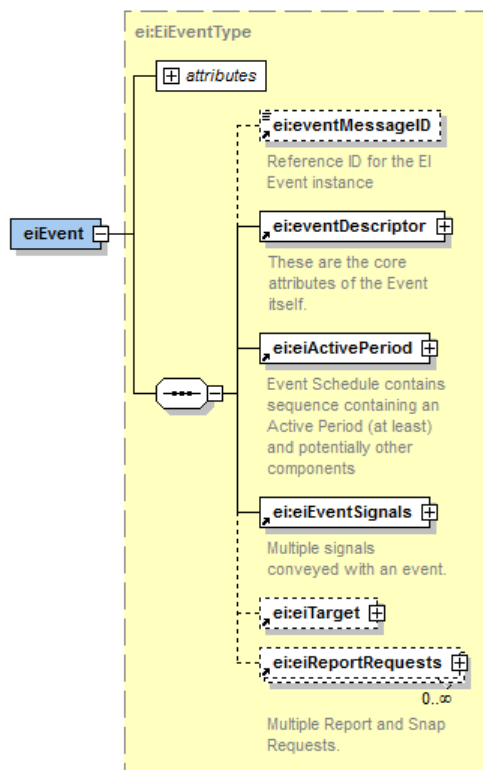 ei:EiEventType
attributes
ei:eventMessageID
Reference ID for the EI
Event instance
eiEvent
ei:eventDescriptor
These are the core
attributes of the Event
itself.
ei:eiActivePeriod
Event Schedule contains
sequence containing an
Active Period (at least)
and potentially other
components
ei:eiEventSignals
Multiple signals
conveyed with an event.
ei:eiTarget
ei:eiReportRequests
0..∞
Multiple Report and Snap
Requests.